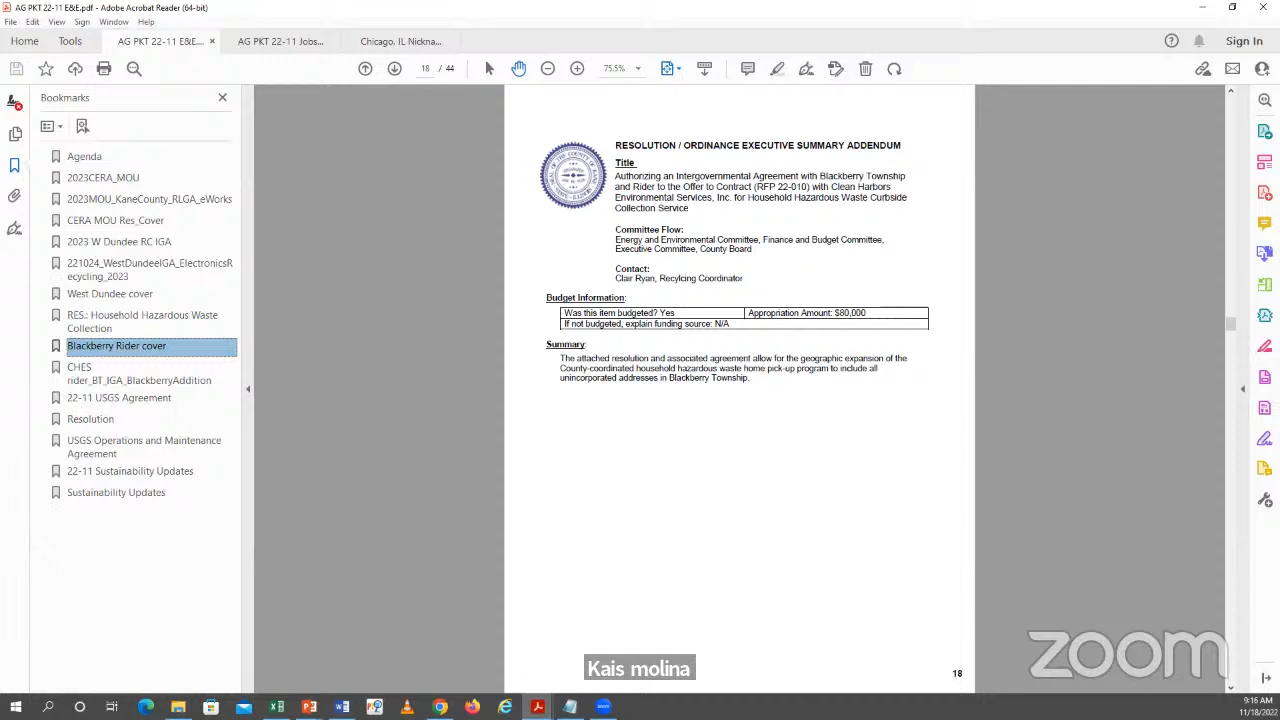 AG PKT 22-11 E&E.pdf - Adobe Acrobat Reader (64-bit)
File Edit View Sign Window Help
Home Tools AG PKT 22-11 E&E... × AG PKT 22-11 Jobs... Chicago, IL Nickna... Sign In
18 / 44 75.5%
Bookmarks
Agenda
2023CERA_MOU
2023MOU_KaneCounty_RLGA_eWorks
CERA MOU Res_Cover
2023 W Dundee RC IGA
221024_WestDundeeIGA_ElectronicsR
ecycling_2023
West Dundee cover
RES.: Household Hazardous Waste
Collection
Blackberry Rider cover
CHES
rider_BT_IGA_BlackberryAddition
22-11 USGS Agreement
Resolution
USGS Operations and Maintenance
Agreement
22-11 Sustainability Updates
Sustainability Updates
RESOLUTION / ORDINANCE EXECUTIVE SUMMARY ADDENDUM
Title
Authorizing an Intergovernmental Agreement with Blackberry Township
and Rider to the Offer to Contract (RFP 22-010) with Clean Harbors
Environmental Services, Inc. for Household Hazardous Waste Curbside
Collection Service
Committee Flow:
Energy and Environmental Committee, Finance and Budget Committee,
Executive Committee, County Board
Contact:
Clair Ryan, Recylcing Coordinator
Budget Information:
Was this item budgeted? Yes Appropriation Amount: $80,000
If not budgeted, explain funding source: N/A
Summary:
The attached resolution and associated agreement allow for the geographic expansion of the
County-coordinated household hazardous waste home pick-up program to include all
unincorporated addresses in Blackberry Township.
18
Kais molina
zoom
9:16 AM
11/18/2022